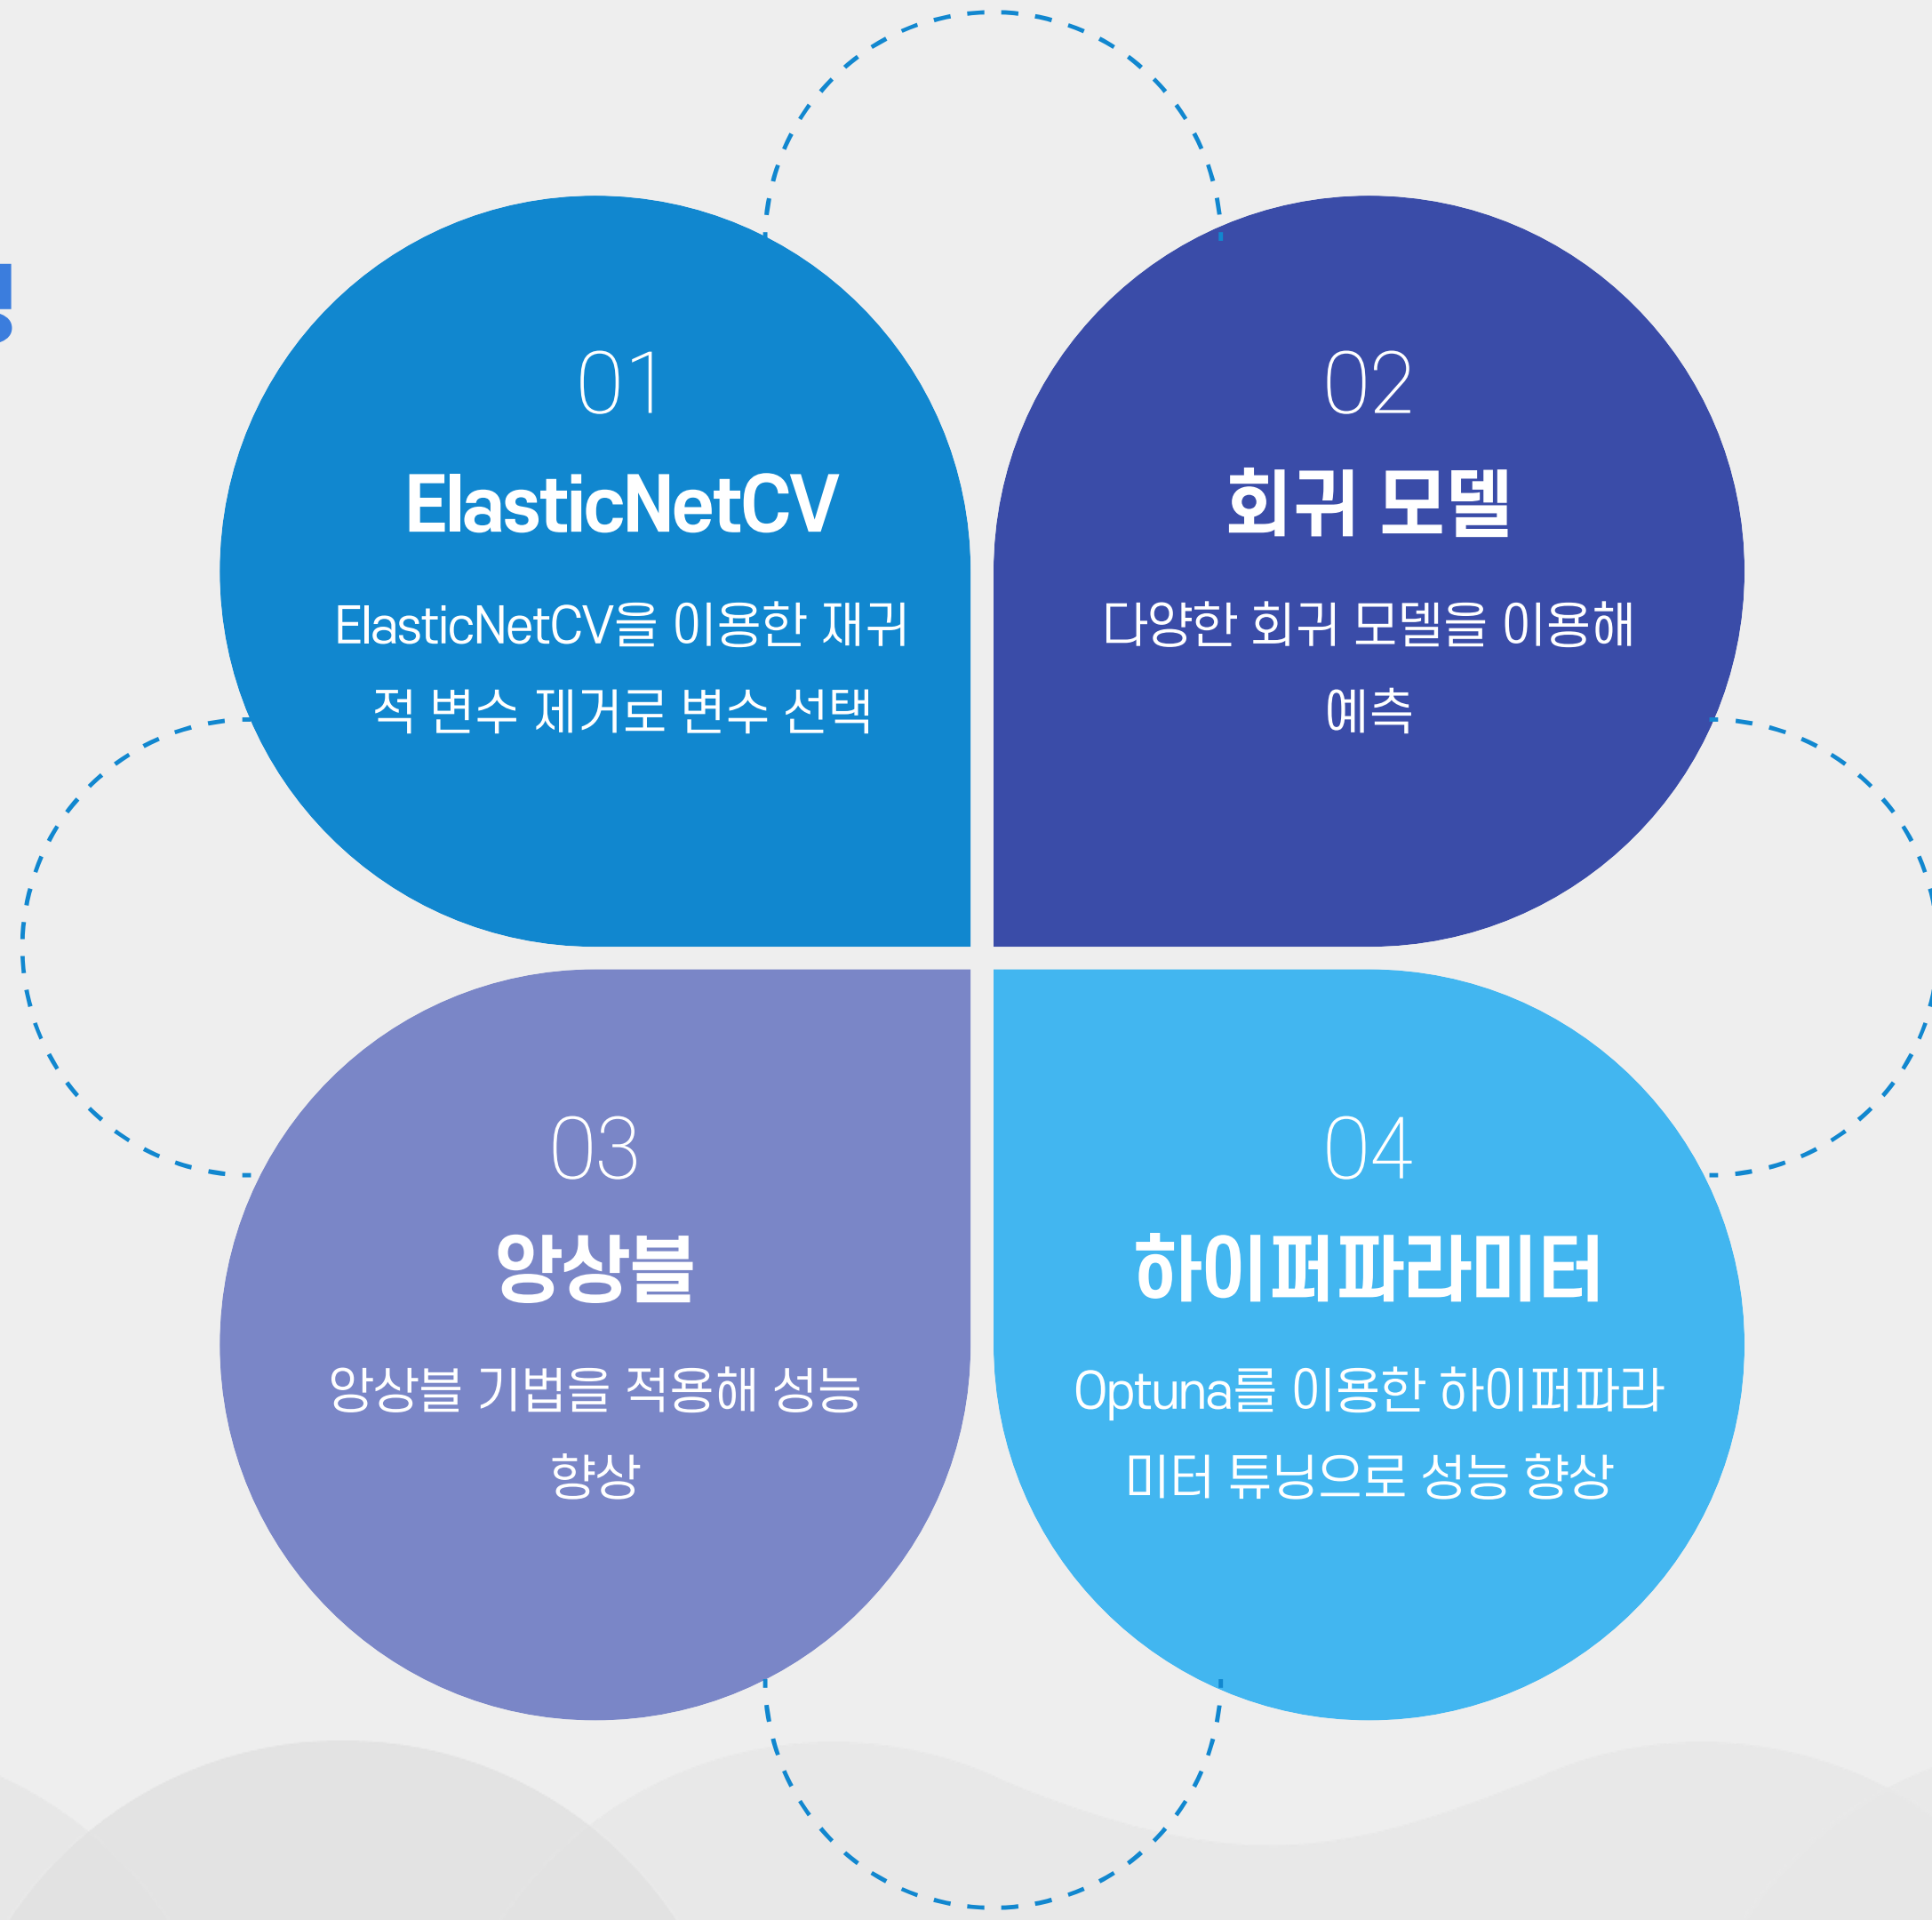 01
ElasticNetCV
ElasticNetCV를 이용한 재귀
적 변수 제거로 변수 선택
02
회귀 모델
다양한 회귀 모델을 이용해
예측
03
앙상블
앙상블 기법을 적용해 성능
향상
04
하이퍼파라미터
Optuna를 이용한 하이퍼파라
미터 튜닝으로 성능 향상